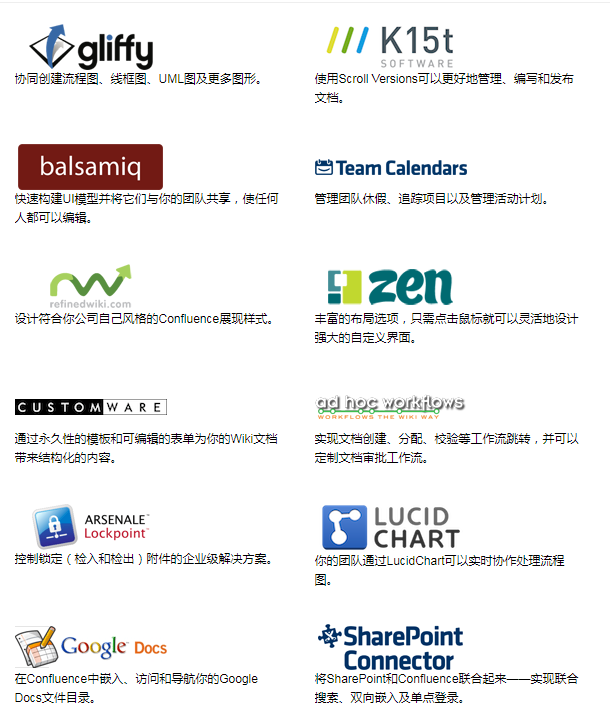 gliffy
协同创建流程图、线框图、UML图及更多图形。
K15t
SOFTWARE
使用Scroll Versions可以更好地管理、编写和发布
文档。
balsamiq
快速构建UI模型并将它们与你的团队共享，使任何
人都可以编辑。
Team Calendars
管理团队休假、追踪项目以及管理活动计划。
rw
refinedwiki.com
设计符合你公司自己风格的Confluence展现样式。
zen
丰富的布局选项，只需点击鼠标就可以灵活地设计
强大的自定义界面。
CUSTOMWARE
通过永久性的模板和可编辑的表单为你的Wiki文档
带来结构化的内容。
ad hoc workflows
WORKFLOWS THE WIKI WAY
实现文档创建、分配、校验等工作流跳转，并可以
定制文档审批工作流。
ARSENALE
Lockpoint™
控制锁定（检入和检出）附件的企业级解决方案。
LUCID
CHART
你的团队通过LucidChart可以实时协作处理流程
图。
Google Docs
在Confluence中嵌入、访问和导航你的Google
Docs文件目录。
SharePoint
Connector
将SharePoint和Confluence联合起来——实现联合
搜索、双向嵌入及单点登录。